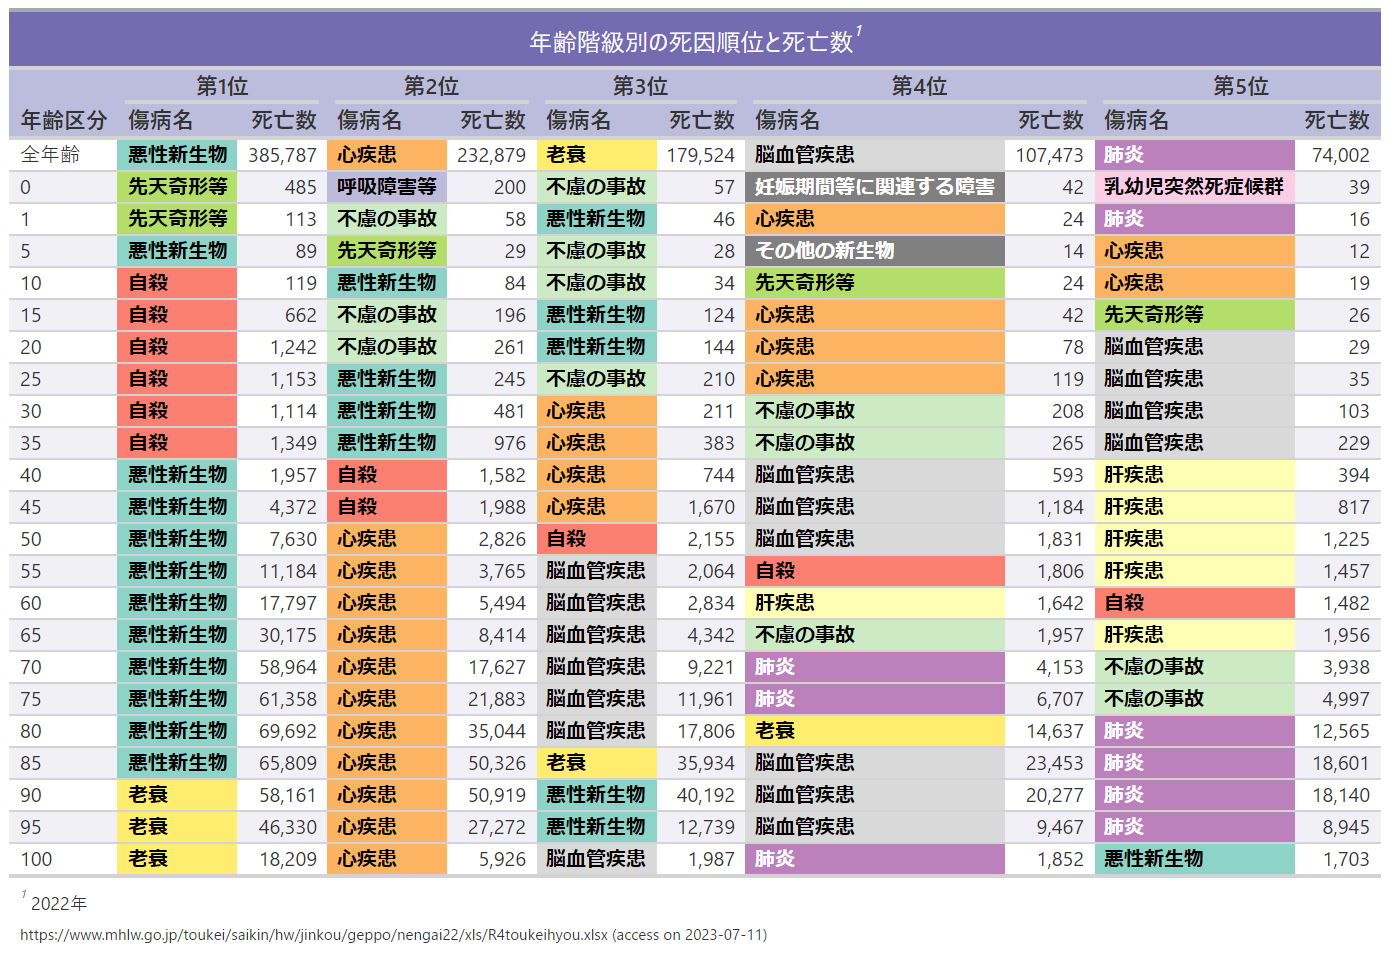 年齢階級別の死因順位と死亡数1
第1位 第2位 第3位 第4位 第5位
年齢区分 傷病名 死亡数 傷病名 死亡数 傷病名 死亡数 傷病名 死亡数 傷病名 死亡数
全年齢 悪性新生物 385,787 心疾患 232,879 老衰 179,524 脳血管疾患 107,473 肺炎 74,002
0 先天奇形等 485 呼吸障害等 200 不慮の事故 57 妊娠期間等に関連する障害 42 乳幼児突然死症候群 39
1 先天奇形等 113 不慮の事故 58 悪性新生物 46 心疾患 24 肺炎 16
5 悪性新生物 89 先天奇形等 29 不慮の事故 28 その他の新生物 14 心疾患 12
10 自殺 119 悪性新生物 84 不慮の事故 34 先天奇形等 24 心疾患 19
15 自殺 662 不慮の事故 196 悪性新生物 124 心疾患 42 先天奇形等 26
20 自殺 1,242 不慮の事故 261 悪性新生物 144 心疾患 78 脳血管疾患 29
25 自殺 1,153 悪性新生物 245 不慮の事故 210 心疾患 119 脳血管疾患 35
30 自殺 1,114 悪性新生物 481 心疾患 211 不慮の事故 208 脳血管疾患 103
35 自殺 1,349 悪性新生物 976 心疾患 383 不慮の事故 265 脳血管疾患 229
40 悪性新生物 1,957 自殺 1,582 心疾患 744 脳血管疾患 593 肝疾患 394
45 悪性新生物 4,372 自殺 1,988 心疾患 1,670 脳血管疾患 1,184 肝疾患 817
50 悪性新生物 7,630 心疾患 2,826 自殺 2,155 脳血管疾患 1,831 肝疾患 1,225
55 悪性新生物 11,184 心疾患 3,765 脳血管疾患 2,064 自殺 1,806 肝疾患 1,457
60 悪性新生物 17,797 心疾患 5,494 脳血管疾患 2,834 肝疾患 1,642 自殺 1,482
65 悪性新生物 30,175 心疾患 8,414 脳血管疾患 4,342 不慮の事故 1,957 肝疾患 1,956
70 悪性新生物 58,964 心疾患 17,627 脳血管疾患 9,221 肺炎 4,153 不慮の事故 3,938
75 悪性新生物 61,358 心疾患 21,883 脳血管疾患 11,961 肺炎 6,707 不慮の事故 4,997
80 悪性新生物 69,692 心疾患 35,044 脳血管疾患 17,806 老衰 14,637 肺炎 12,565
85 悪性新生物 65,809 心疾患 50,326 老衰 35,934 脳血管疾患 23,453 肺炎 18,601
90 老衰 58,161 心疾患 50,919 悪性新生物 40,192 脳血管疾患 20,277 肺炎 18,140
95 老衰 46,330 心疾患 27,272 悪性新生物 12,739 脳血管疾患 9,467 肺炎 8,945
100 老衰 18,209 心疾患 5,926 脳血管疾患 1,987 肺炎 1,852 悪性新生物 1,703
1 2022年
https://www.mhlw.go.jp/toukei/saikin/hw/jinkou/geppo/nengai22/xls/R4toukeihyou.xlsx (access on 2023-07-11)